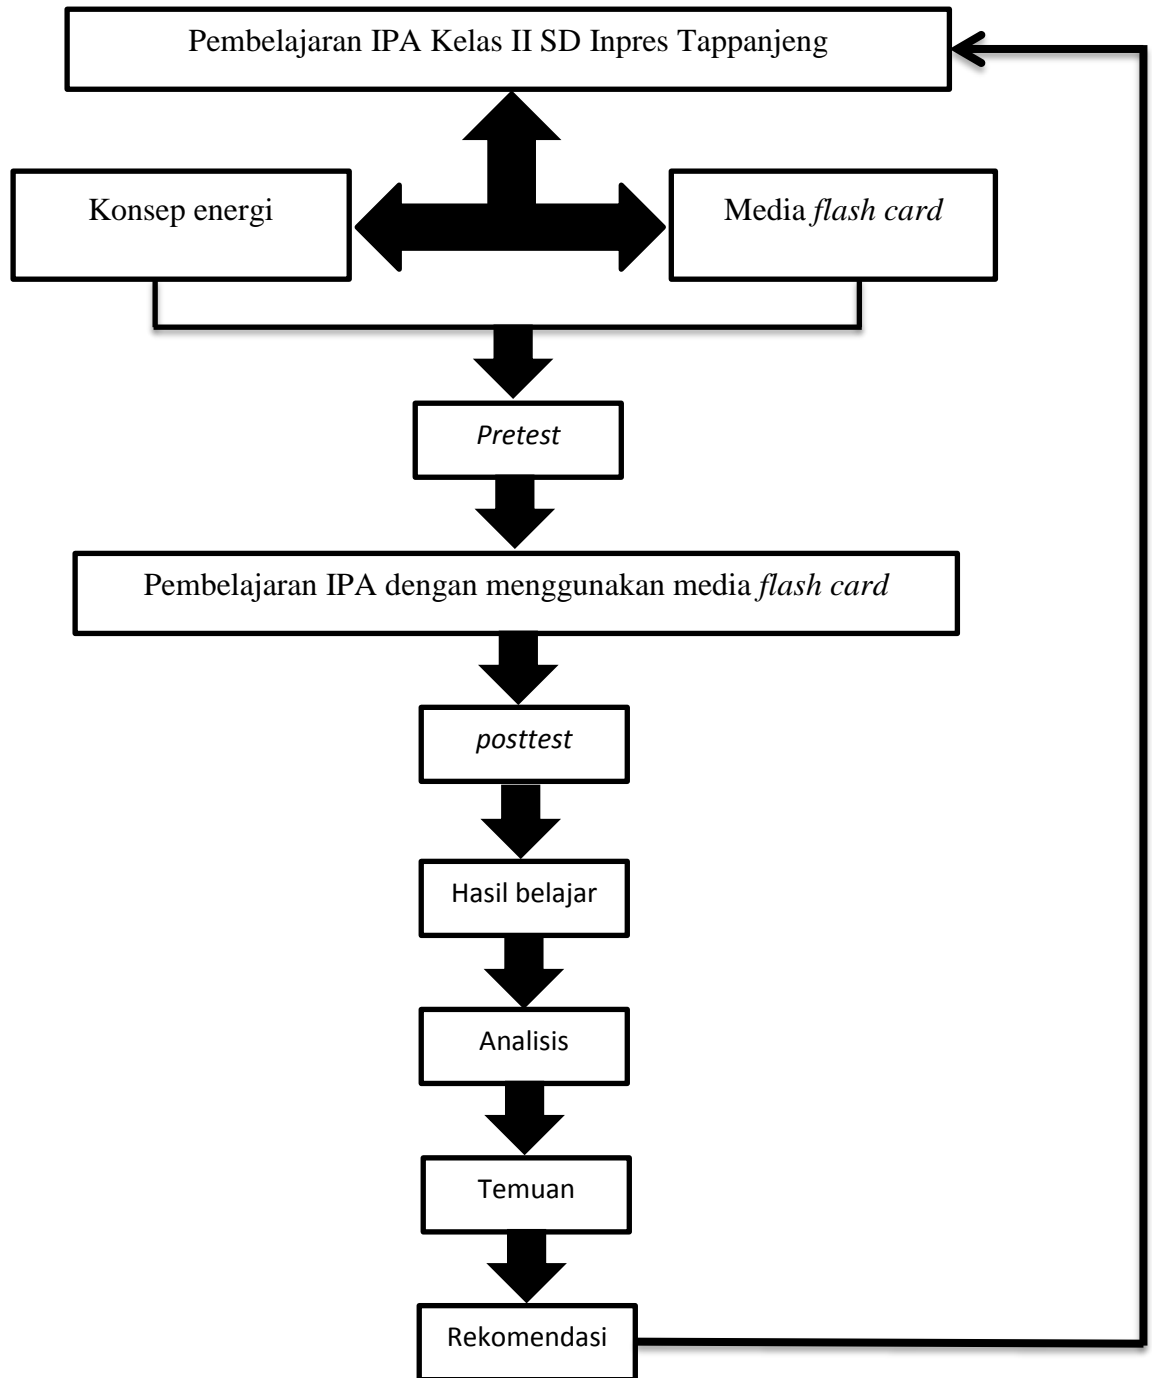 Pembelajaran IPA Kelas II SD Inpres Tappanjeng
Konsep energi
Media flash card
Pretest
Pembelajaran IPA dengan menggunakan media flash card
posttest
Hasil belajar
Analisis
Temuan
Rekomendasi